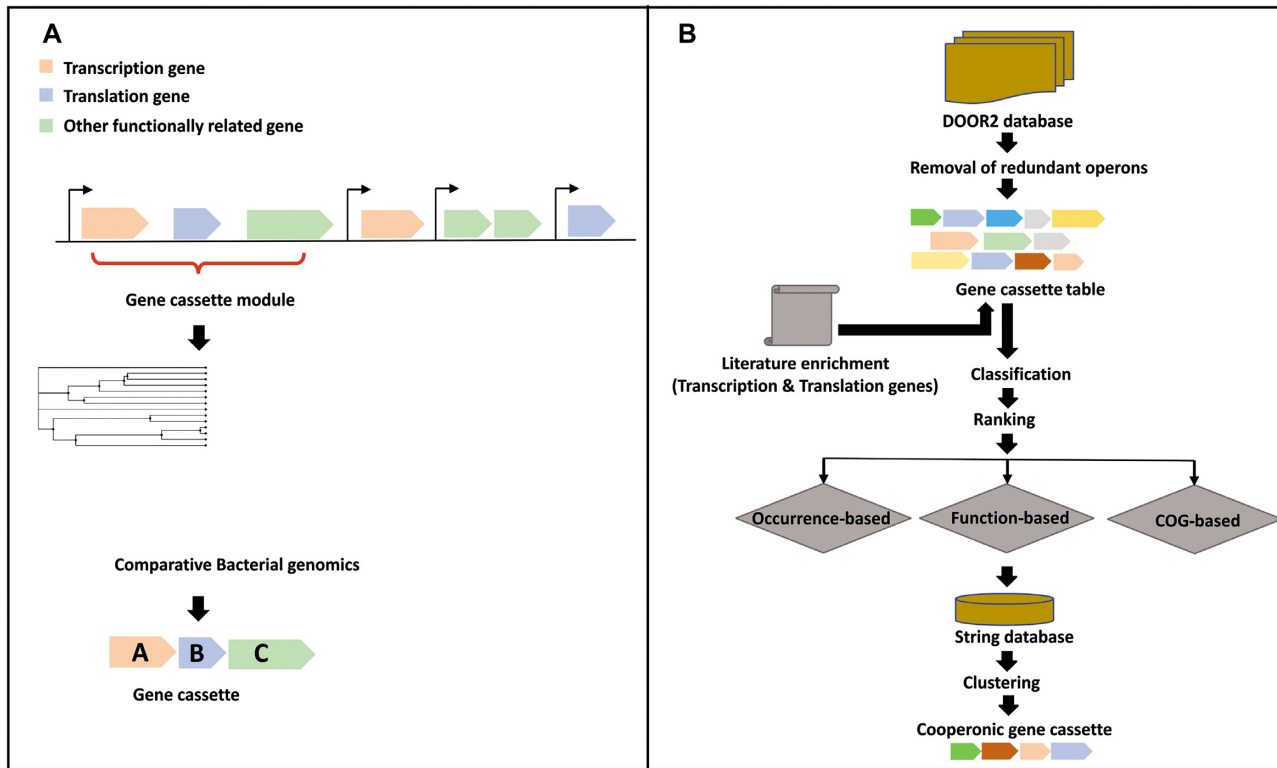 A
Transcription gene
Translation gene
Other functionally related gene
Gene cassette module
Comparative Bacterial genomics
A B C
Gene cassette
B
DOOR2 database
Removal of redundant operons
Gene cassette table
Literature enrichment
(Transcription & Translation genes)
Classification
Ranking
Occurrence-based
Function-based
COG-based
String database
Clustering
Cooperonic gene cassette